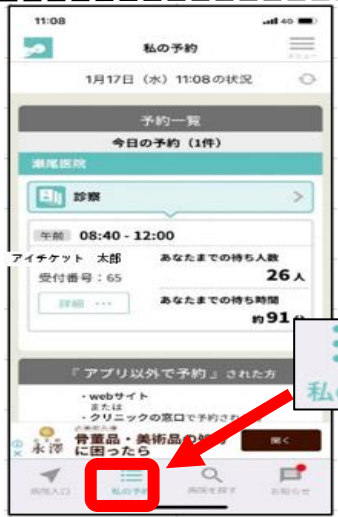 11:08
4G
私の予約
メニュー
1月17日（水）11:08の状況
予約一覧
今日の予約（1件）
瀬尾医院
診察
午前 08:40 - 12:00
アイチケット 太郎
受付番号：65
あなたまでの待ち人数
26人
詳細 …
あなたまでの待ち時間
約91
『アプリ以外で予約』された方
・webサイト
または
・クリニックの窓口で予約され
永澤
骨董品・美術品の
に困ったら
開く
私の
病院入口
私の予約
病院を探す
お知らせ